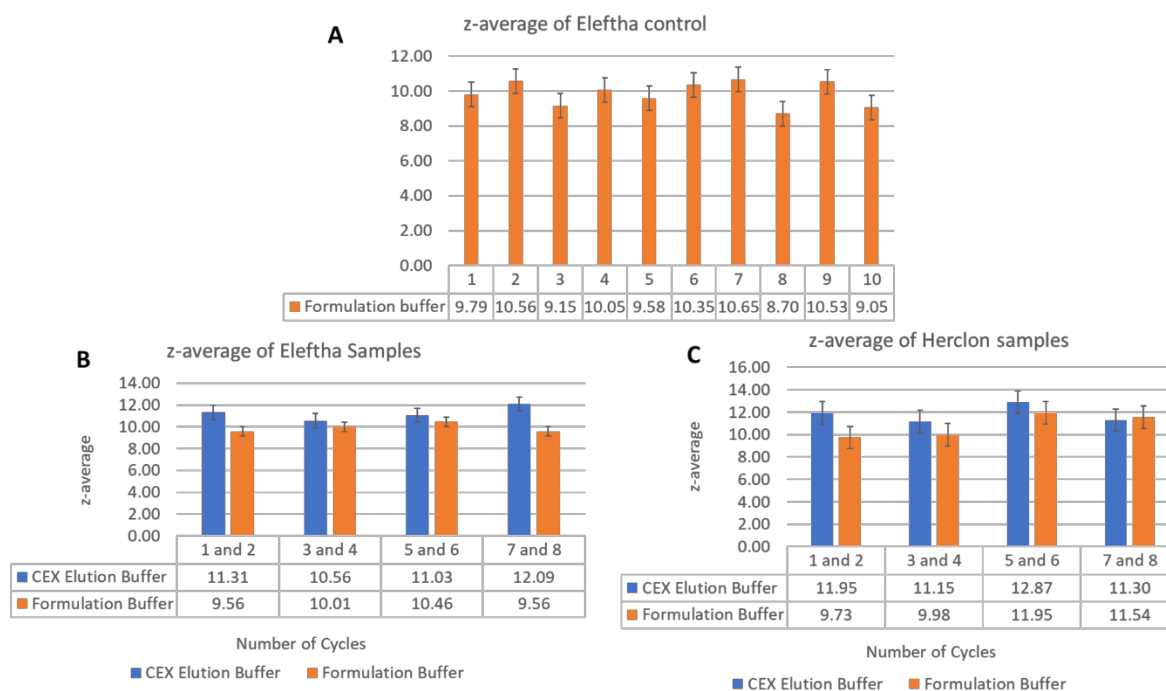 A
z-average of Eleftha control
12.00
10.00
8.00
6.00
4.00
2.00
0.00
1 2 3 4 5 6 7 8 9 10
Formulation buffer 9.79 10.56 9.15 10.05 9.58 10.35 10.65 8.70 10.53 9.05
B
z-average of Eleftha Samples
z-average
14.00
12.00
10.00
8.00
6.00
4.00
2.00
0.00
1 and 2 3 and 4 5 and 6 7 and 8
CEX Elution Buffer 11.31 10.56 11.03 12.09
Formulation Buffer 9.56 10.01 10.46 9.56
Number of Cycles
CEX Elution Buffer Formulation Buffer
C
z-average of Herclon samples
z-average
16.00
14.00
12.00
10.00
8.00
6.00
4.00
2.00
0.00
1 and 2 3 and 4 5 and 6 7 and 8
CEX Elution Buffer 11.95 11.15 12.87 11.30
Formulation Buffer 9.73 9.98 11.95 11.54
Number of Cycles
CEX Elution Buffer Formulation Buffer